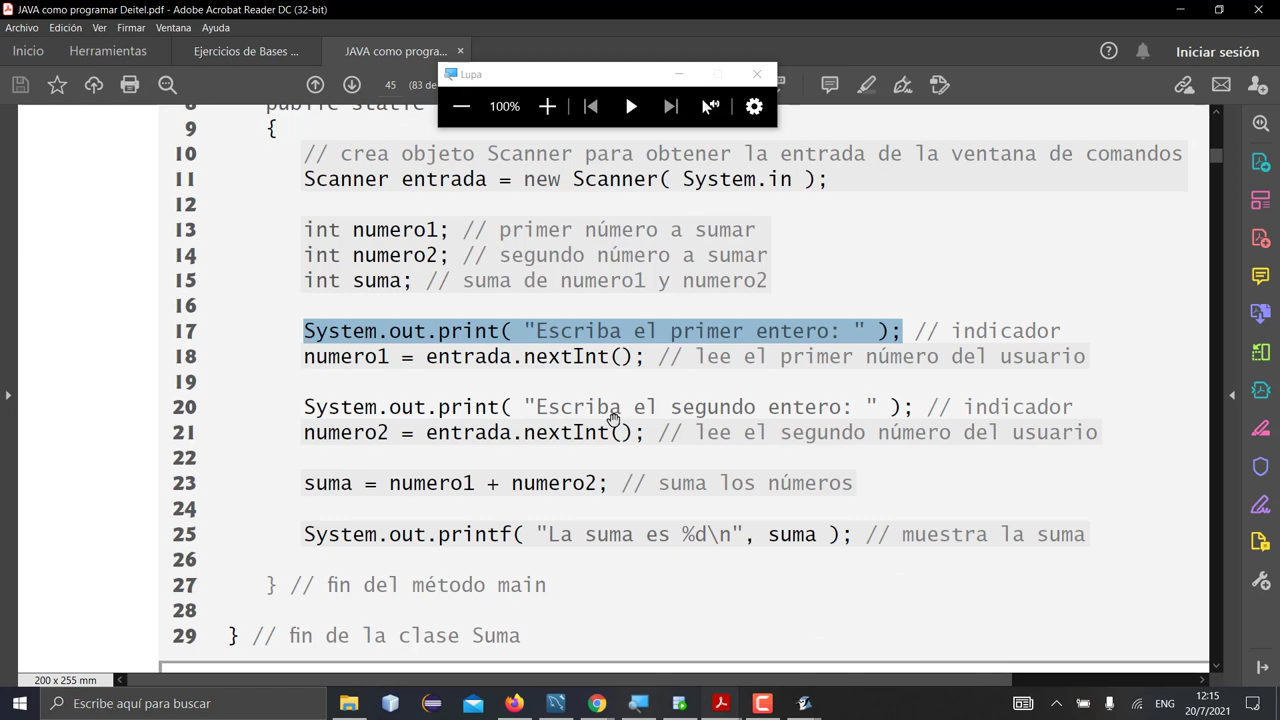 JAVA como programar Deitel.pdf - Adobe Acrobat Reader DC (32-bit)
Archivo Edición Ver Firmar Ventana Ayuda
Inicio Herramientas Ejercicios de Bases ... JAVA como progra... × Iniciar sesión
45 (83 de
Lupa
100%
8 public static
9 {
10 // crea objeto Scanner para obtener la entrada de la ventana de comandos
11 Scanner entrada = new Scanner( System.in );
12
13 int numero1; // primer número a sumar
14 int numero2; // segundo número a sumar
15 int suma; // suma de numero1 y numero2
16
17 System.out.print( "Escriba el primer entero: " ); // indicador
18 numero1 = entrada.nextInt(); // lee el primer número del usuario
19
20 System.out.print( "Escriba el segundo entero: " ); // indicador
21 numero2 = entrada.nextInt(); // lee el segundo número del usuario
22
23 suma = numero1 + numero2; // suma los números
24
25 System.out.printf( "La suma es %d\n", suma ); // muestra la suma
26
27 } // fin del método main
28
29 } // fin de la clase Suma
200 x 255 mm
Escribe aquí para buscar
ENG
12:15
20/7/2021